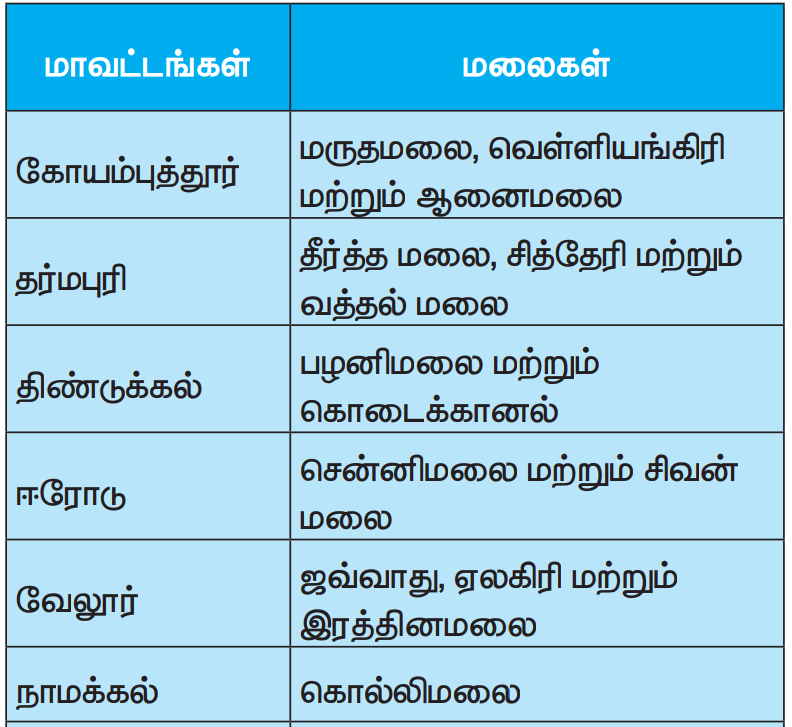 மாவட்டங்கள் மலைகள்
கோயம்புத்தூர் மருதமலை, வெள்ளியங்கிரி
மற்றும் ஆனைமலை
தர்மபுரி தீர்த்த மலை, சித்தேரி மற்றும்
வத்தல் மலை
திண்டுக்கல் பழனிமலை மற்றும்
கொடைக்கானல்
ஈரோடு சென்னிமலை மற்றும் சிவன்
மலை
வேலூர் ஜவ்வாது, ஏலகிரி மற்றும்
இரத்தினமலை
நாமக்கல் கொல்லிமலை